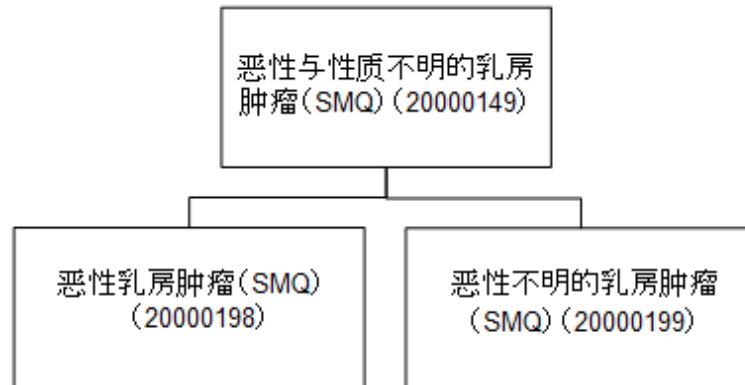 恶性与性质不明的乳房
肿瘤(SMQ)(20000149)
恶性乳房肿瘤(SMQ)
(20000198)
恶性不明的乳房肿瘤
(SMQ)(20000199)